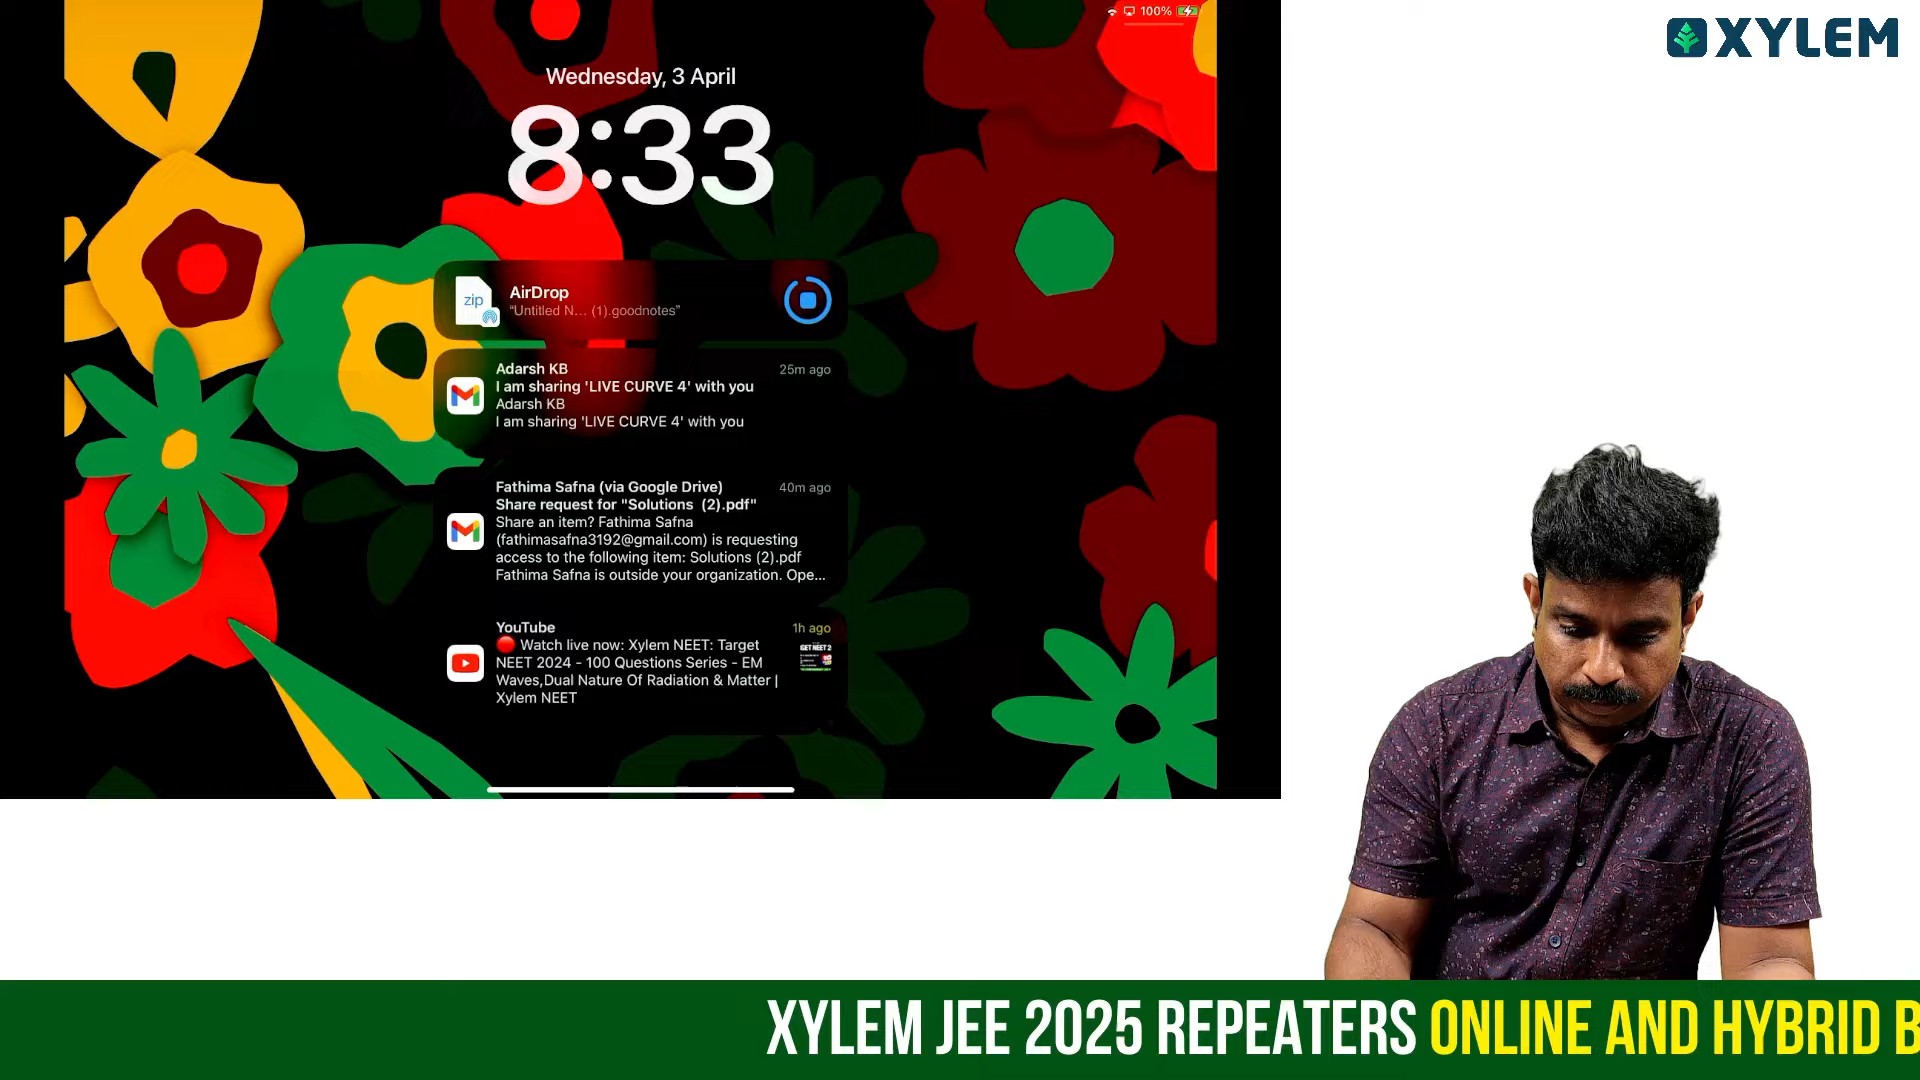 100%
XYLEM
Wednesday, 3 April
8:33
zip
AirDrop
“Untitled N... (1).goodnotes”
Adarsh KB
25m ago
I am sharing 'LIVE CURVE 4' with you
Adarsh KB
I am sharing 'LIVE CURVE 4' with you
Fathima Safna (via Google Drive)
40m ago
Share request for "Solutions (2).pdf"
Share an item? Fathima Safna
(fathimasafna3192@gmail.com) is requesting
access to the following item: Solutions (2).pdf
Fathima Safna is outside your organization. Ope...
YouTube
1h ago
🔴 Watch live now: Xylem NEET: Target
NEET 2024 - 100 Questions Series - EM
Waves,Dual Nature Of Radiation & Matter |
Xylem NEET
XYLEM JEE 2025 REPEATERS ONLINE AND HYBRID B